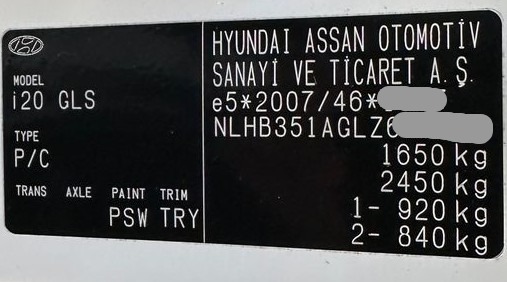 MODEL
i20 GLS
TYPE
P/C
TRANS AXLE PAINT TRIM
PSW TRY
HYUNDAI ASSAN OTOMOTİV
SANAYİ VE TİCARET A.Ş.
e5*2007/46*
NLHB351AGLZ6
1650 kg
2450 kg
1- 920 kg
2- 840 kg